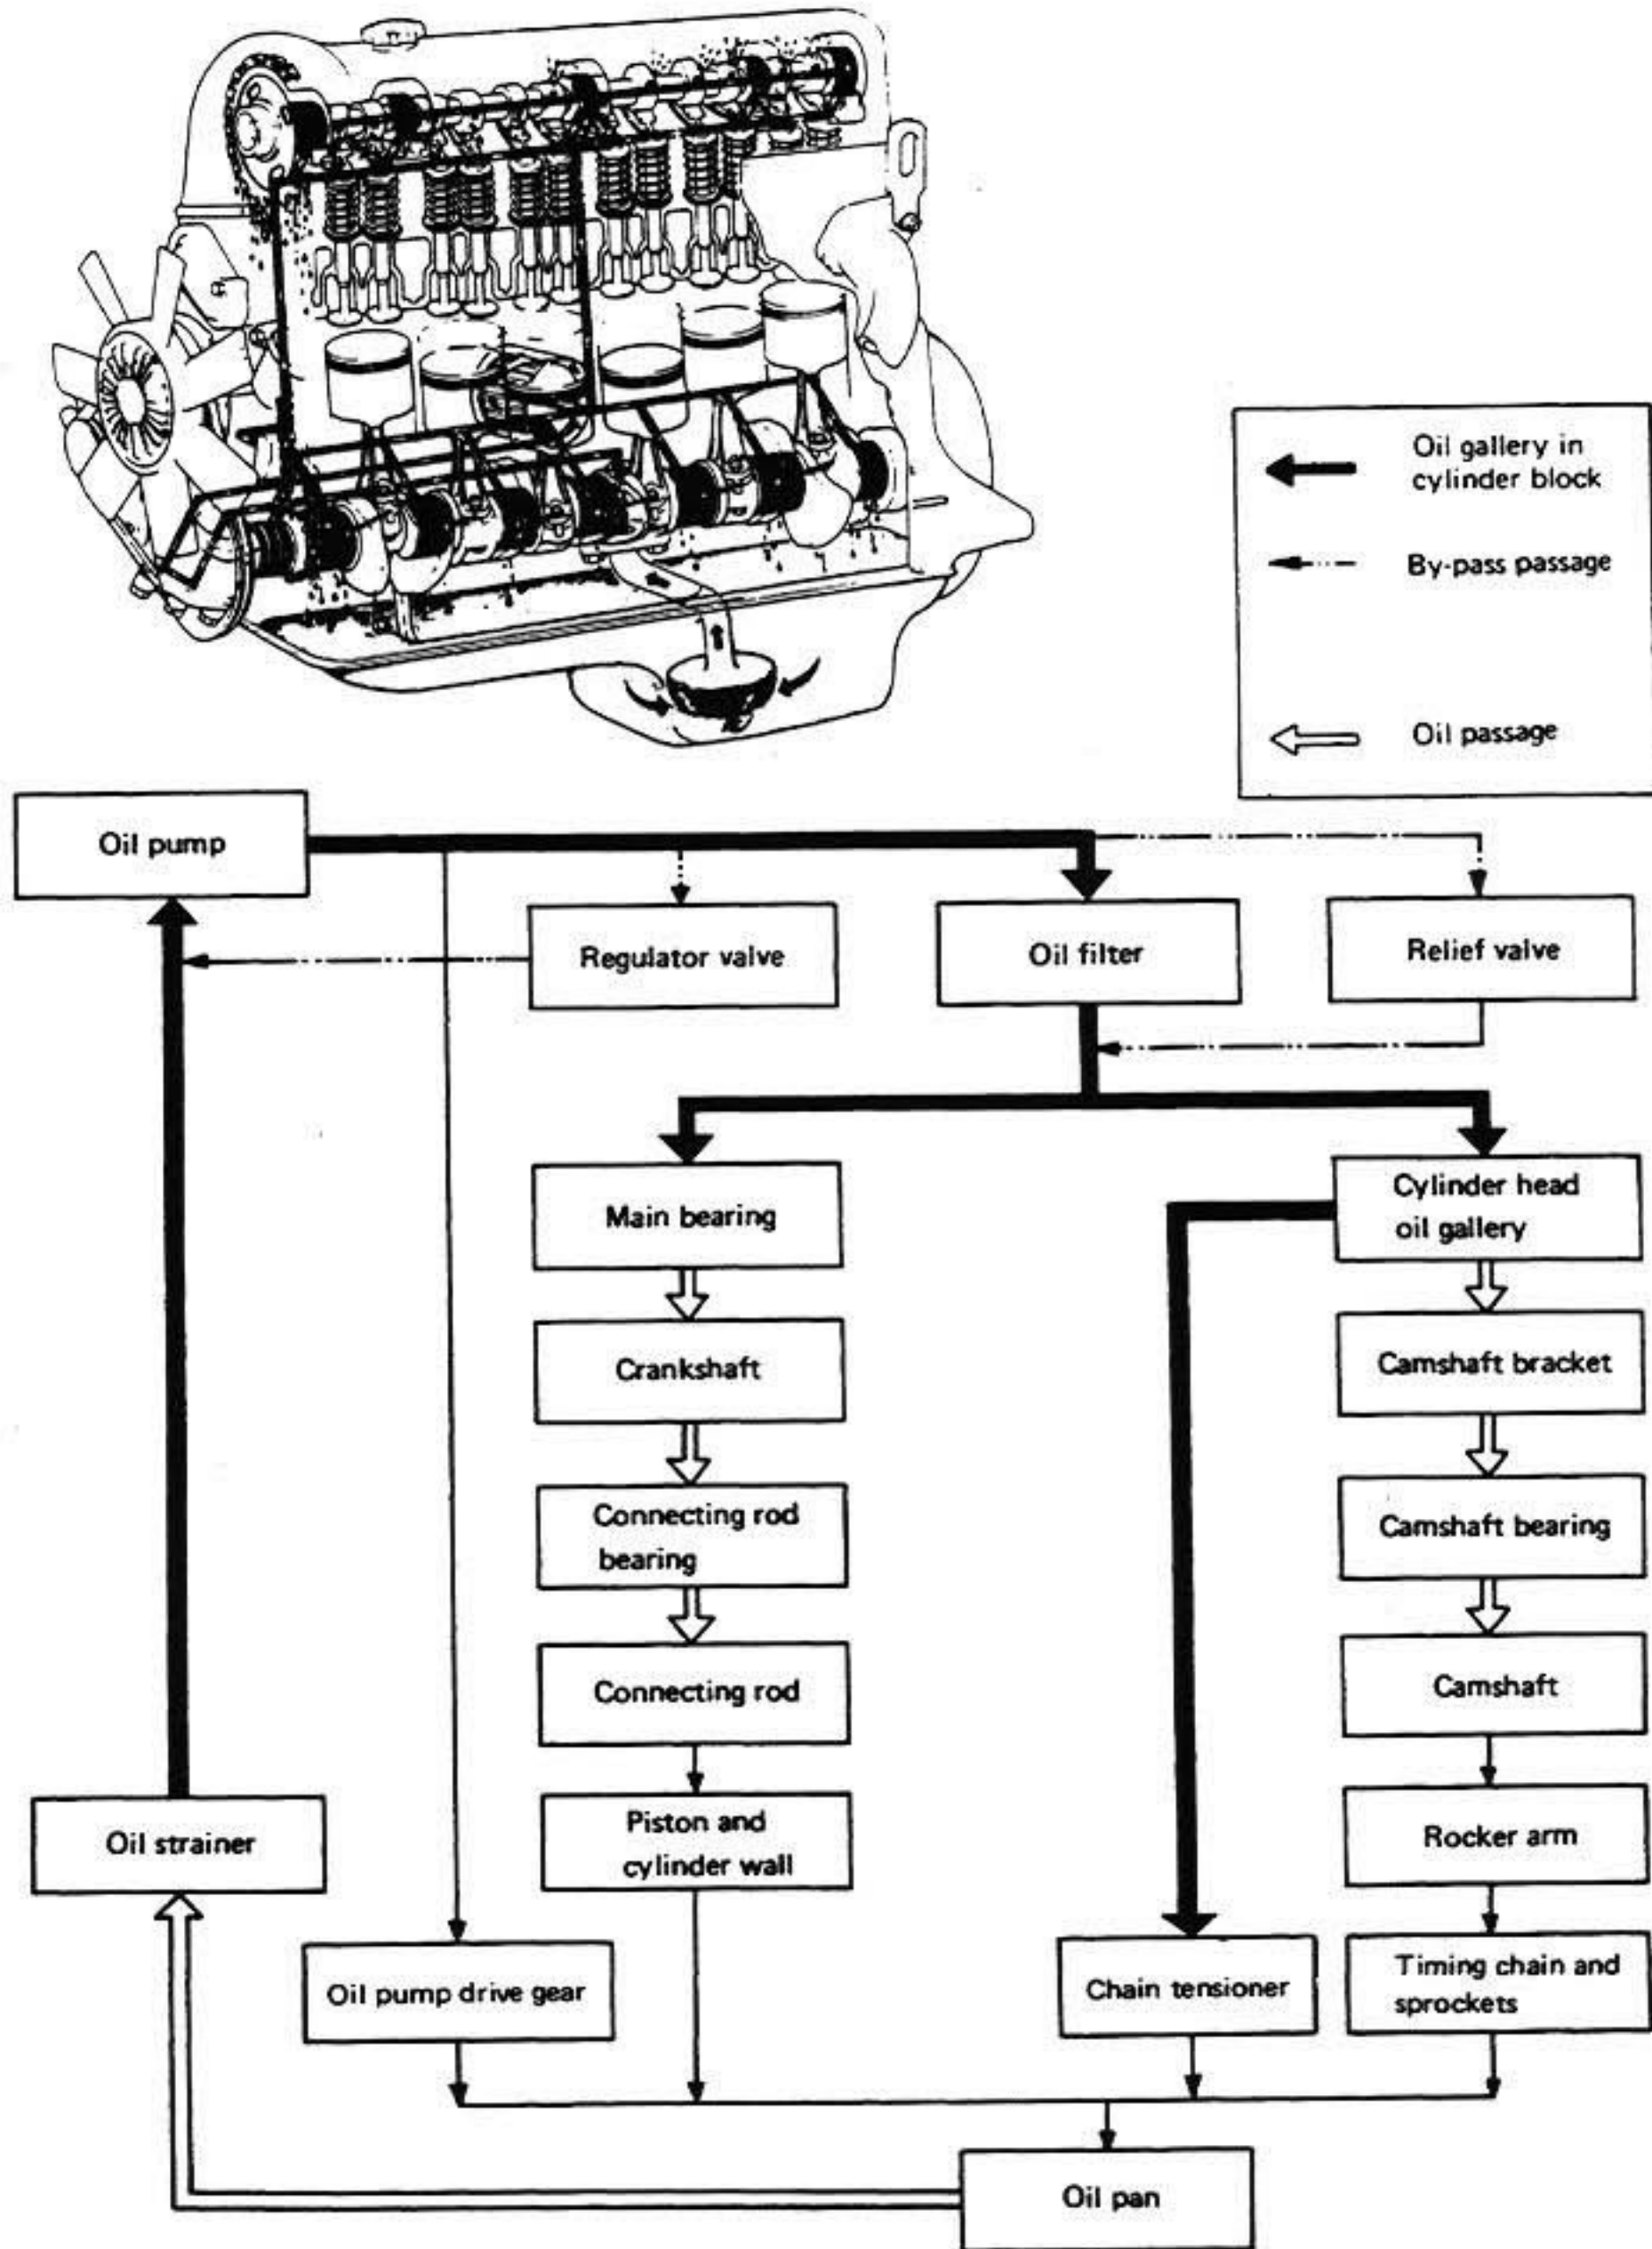 Oil gallery in
cylinder block
By-pass passage
Oil passage
Oil pump
Regulator valve
Oil filter
Relief valve
Main bearing
Cylinder head
oil gallery
Crankshaft
Camshaft bracket
Connecting rod
bearing
Camshaft bearing
Connecting rod
Camshaft
Oil strainer
Piston and
cylinder wall
Rocker arm
Oil pump drive gear
Chain tensioner
Timing chain and
sprockets
Oil pan